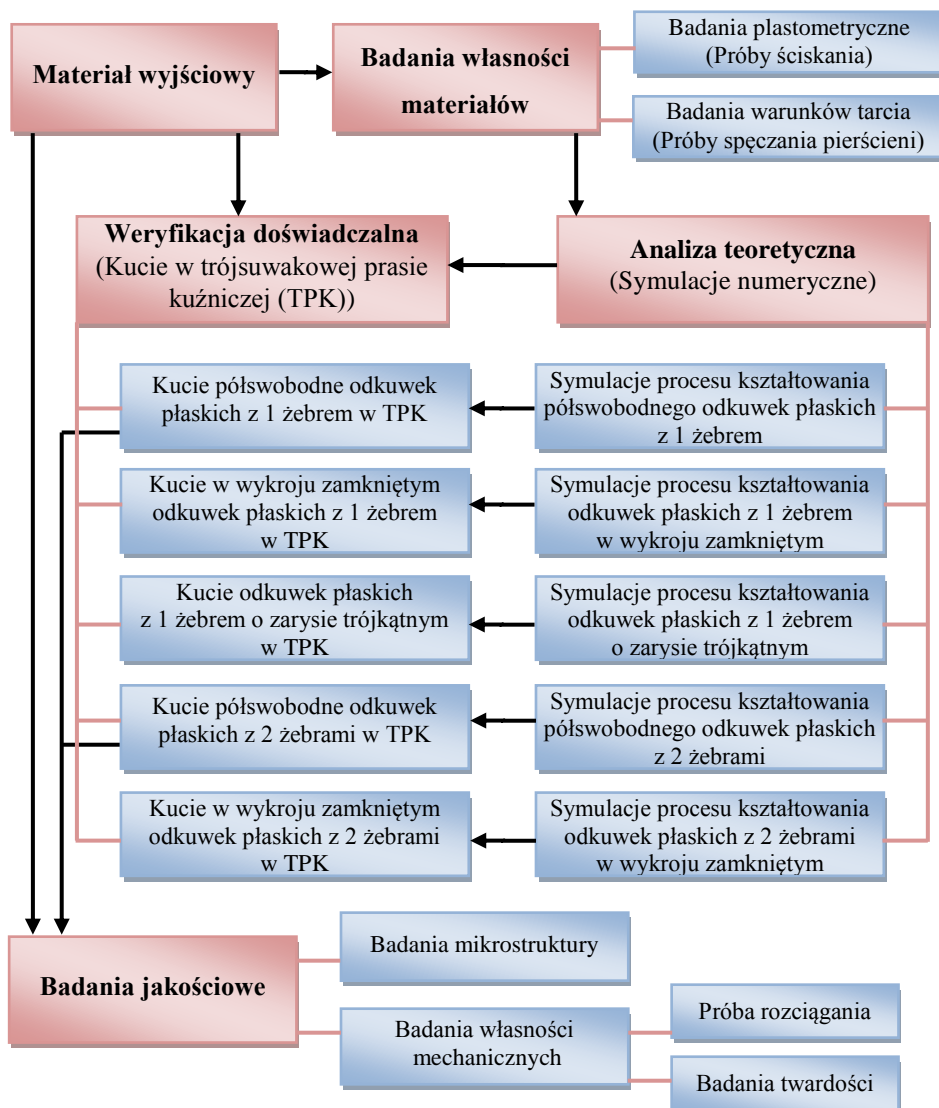 Materiał wyjściowy
Badania własności
materiałów
Badania plastometryczne
(Próby ściskania)
Badania warunków tarcia
(Próby spęczania pierścieni)
Weryfikacja doświadczalna
(Kucie w trójsuwakowej prasie
kuźniczej (TPK))
Analiza teoretyczna
(Symulacje numeryczne)
Kucie półswobodne odkuwek
płaskich z 1 żebrem w TPK
Symulacje procesu kształtowania
półswobodnego odkuwek płaskich
z 1 żebrem
Kucie w wykroju zamkniętym
odkuwek płaskich z 1 żebrem
w TPK
Symulacje procesu kształtowania
odkuwek płaskich z 1 żebrem
w wykroju zamkniętym
Kucie odkuwek płaskich
z 1 żebrem o zarysie trójkątnym
w TPK
Symulacje procesu kształtowania
odkuwek płaskich z 1 żebrem
o zarysie trójkątnym
Kucie półswobodne odkuwek
płaskich z 2 żebrami w TPK
Symulacje procesu kształtowania
półswobodnego odkuwek płaskich
z 2 żebrami
Kucie w wykroju zamkniętym
odkuwek płaskich z 2 żebrami
w TPK
Symulacje procesu kształtowania
odkuwek płaskich z 2 żebrami
w wykroju zamkniętym
Badania jakościowe
Badania mikrostruktury
Badania własności
mechanicznych
Próba rozciągania
Badania twardości